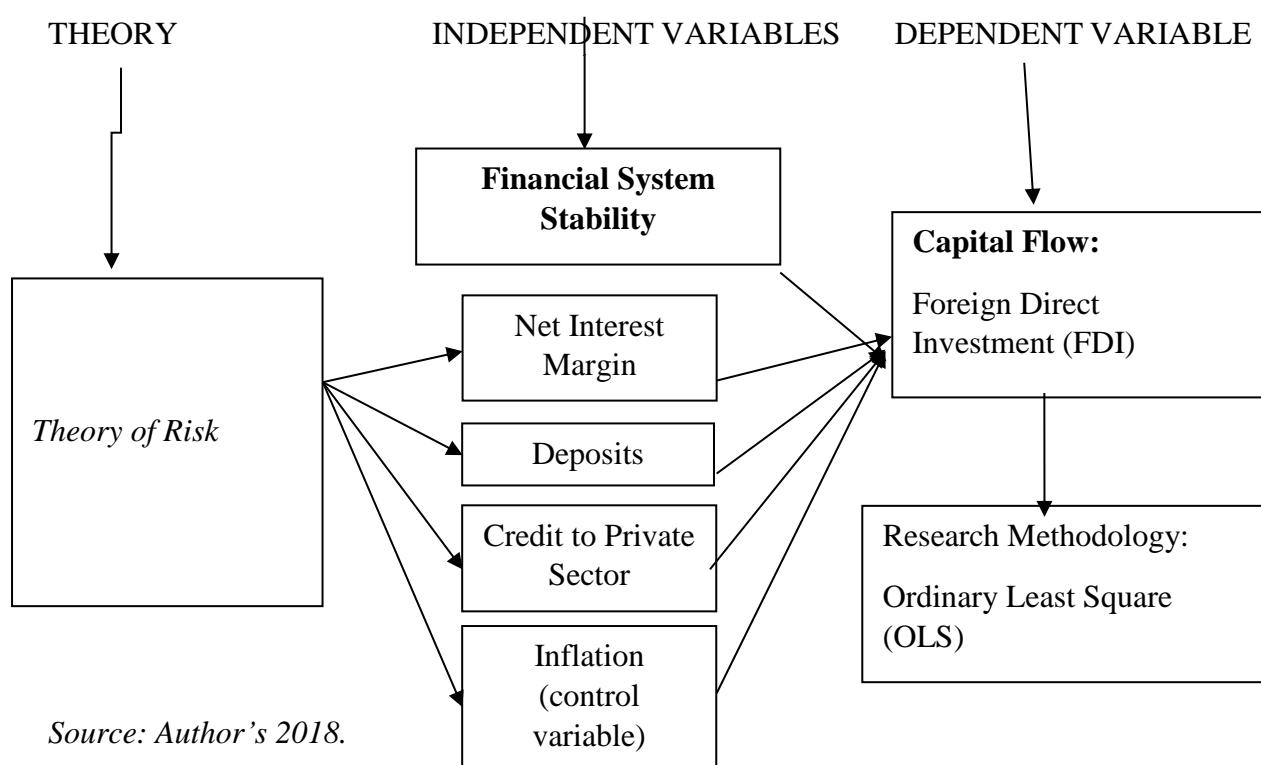 THEORY
INDEPENDENT VARIABLES
DEPENDENT VARIABLE
Financial System
Stability
Capital Flow:
Foreign Direct
Investment (FDI)
Theory of Risk
Net Interest
Margin
Deposits
Credit to Private
Sector
Inflation
(control
variable)
Research Methodology:
Ordinary Least Square
(OLS)
Source: Author’s 2018.